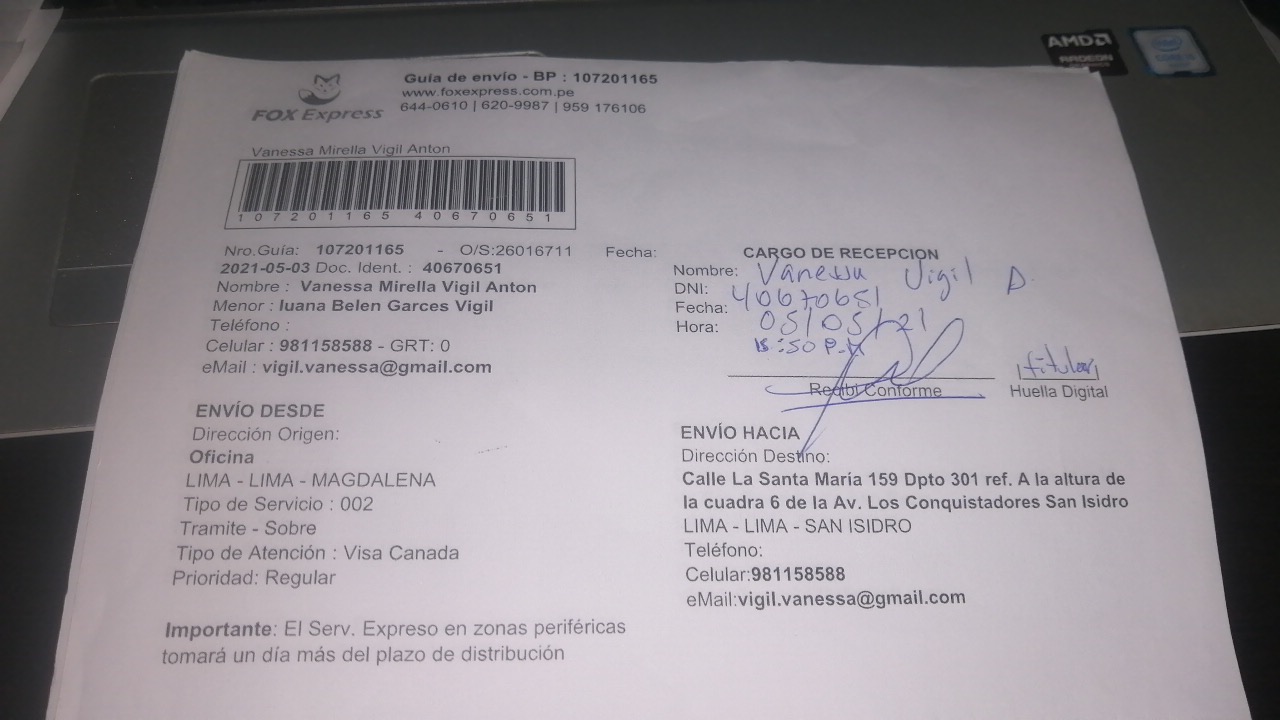 Guía de envío - BP : 107201165
www.foxexpress.com.pe
644-0610 | 620-9987 | 959 176106
FOX Express
Vanessa Mirella Vigil Anton
107201165 40670651
Nro.Guía: 107201165 - O/S:26016711 Fecha:
2021-05-03 Doc. Ident. : 40670651
Nombre : Vanessa Mirella Vigil Anton
Menor : Iuana Belen Garces Vigil
Teléfono :
Celular : 981158588 - GRT: 0
eMail : vigil.vanessa@gmail.com
CARGO DE RECEPCION
Nombre: Vanessa Vigil A.
DNI: 40670651
Fecha: 05/05/21
Hora: :50 P.M
Recibi Conforme
titular
Huella Digital
ENVÍO DESDE
Dirección Origen:
Oficina
LIMA - LIMA - MAGDALENA
Tipo de Servicio : 002
Tramite - Sobre
Tipo de Atención : Visa Canada
Prioridad: Regular
ENVÍO HACIA
Dirección Destino:
Calle La Santa María 159 Dpto 301 ref. A la altura de
la cuadra 6 de la Av. Los Conquistadores San Isidro
LIMA - LIMA - SAN ISIDRO
Teléfono:
Celular:981158588
eMail:vigil.vanessa@gmail.com
Importante: El Serv. Expreso en zonas periféricas
tomará un día más del plazo de distribución
AMD
RADEON